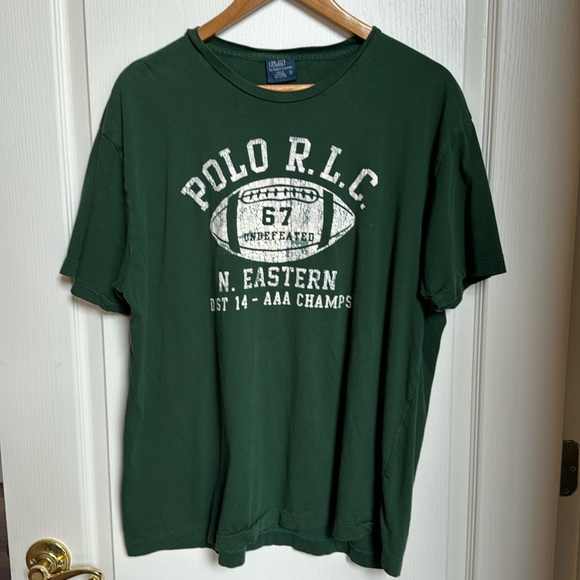 POLO R.L.C.
67
UNDEFEATED
N. EASTERN
DST 14 - AAA CHAMPS